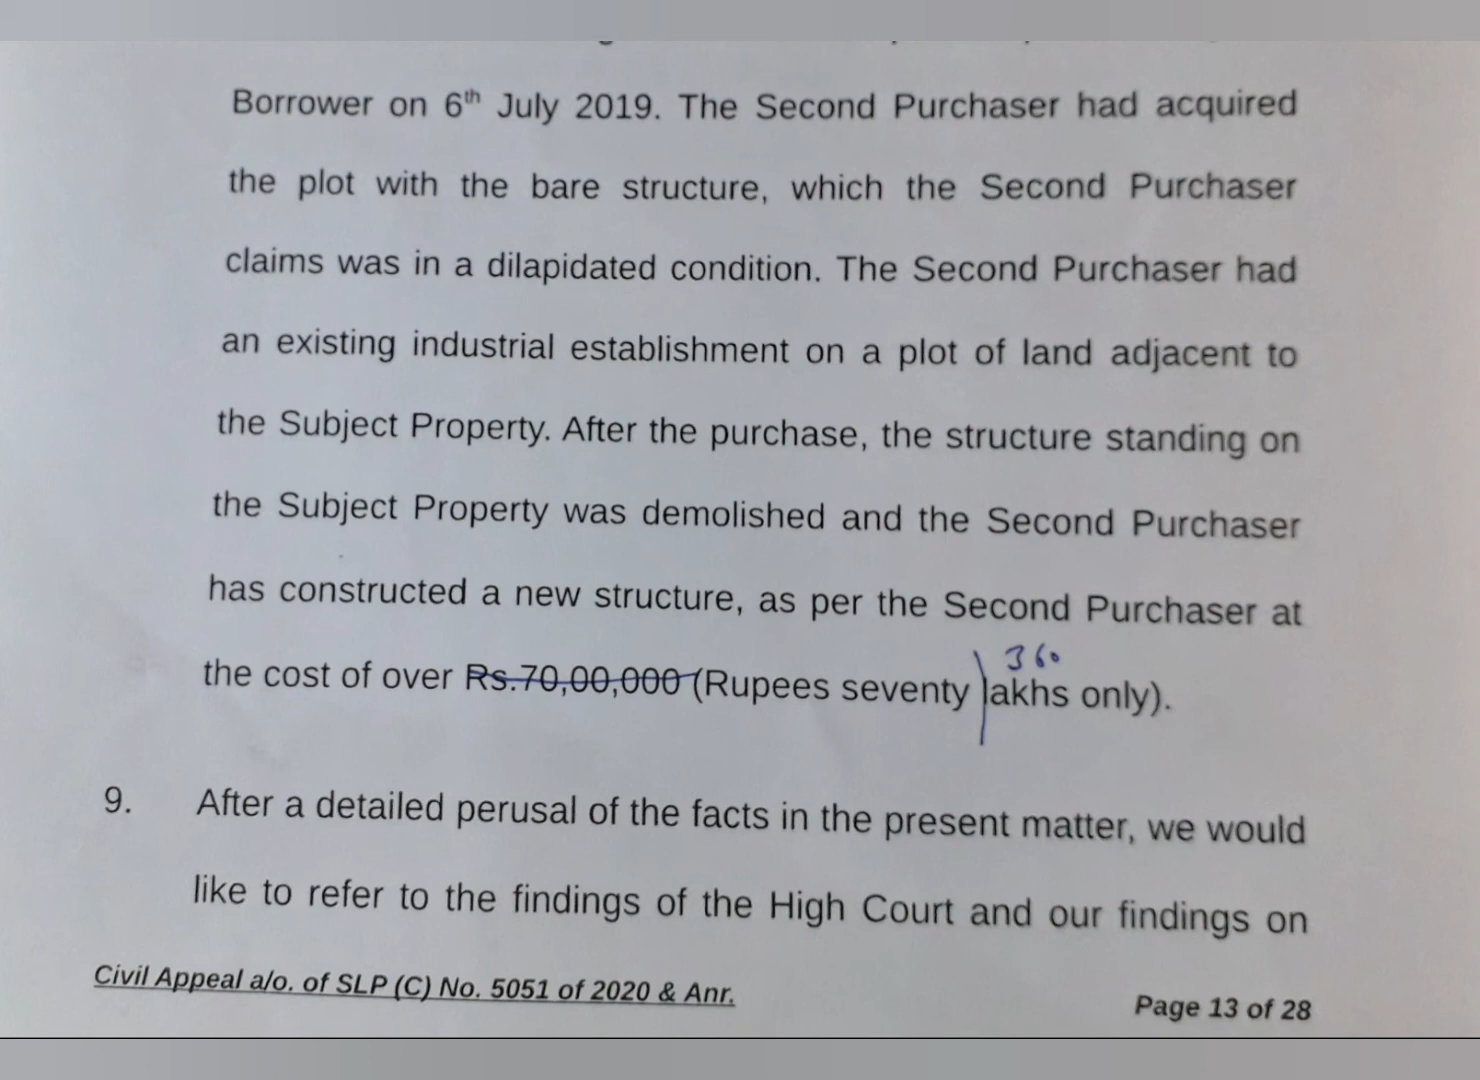 Borrower on 6th July 2019. The Second Purchaser had acquired
the plot with the bare structure, which the Second Purchaser
claims was in a dilapidated condition. The Second Purchaser had
an existing industrial establishment on a plot of land adjacent to
the Subject Property. After the purchase, the structure standing on
the Subject Property was demolished and the Second Purchaser
has constructed a new structure, as per the Second Purchaser at
360
the cost of over Rs.70,00,000 (Rupees seventy lakhs only).
9. After a detailed perusal of the facts in the present matter, we would
like to refer to the findings of the High Court and our findings on
Civil Appeal a/o. of SLP (C) No. 5051 of 2020 & Anr.
Page 13 of 28